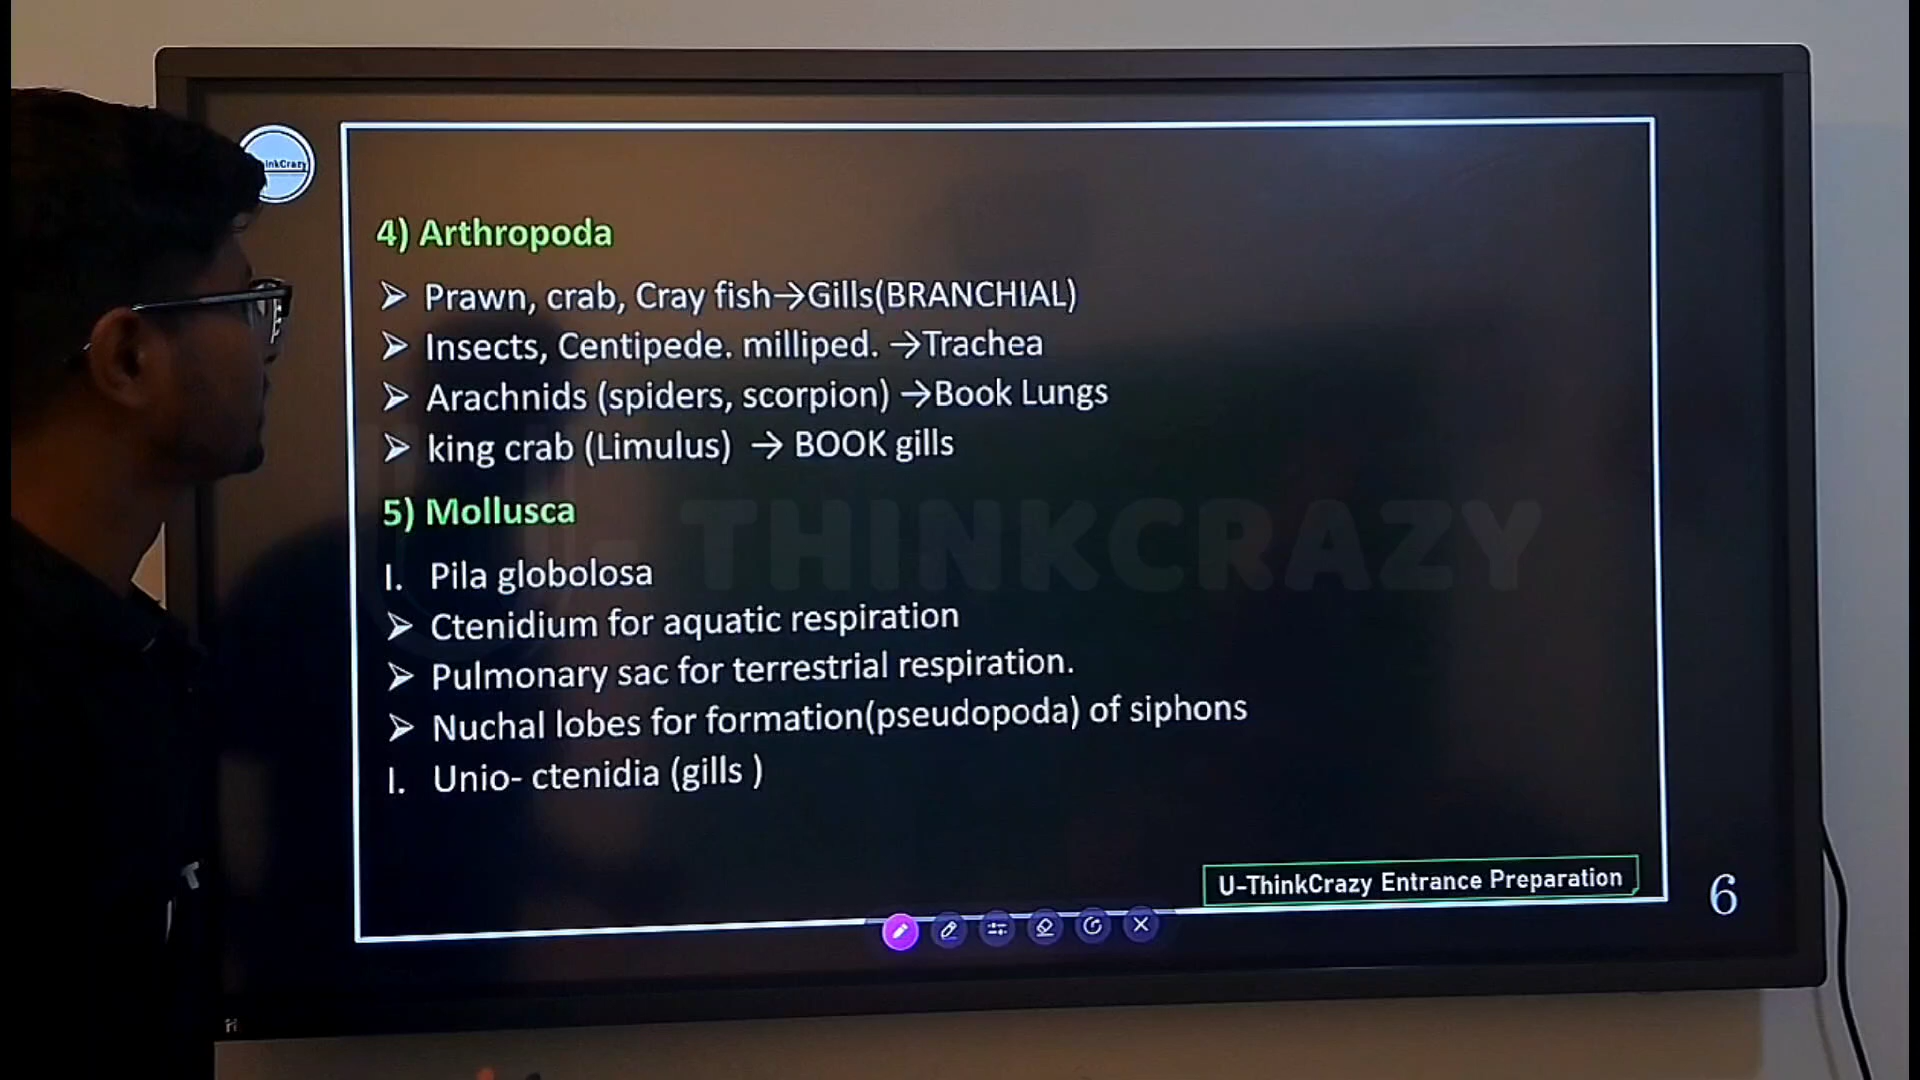 inkCrazy
4) Arthropoda
➢ Prawn, crab, Cray fish→Gills(BRANCHIAL)
➢ Insects, Centipede. milliped. →Trachea
➢ Arachnids (spiders, scorpion) →Book Lungs
➢ king crab (Limulus) → BOOK gills
5) Mollusca
I. Pila globolosa
➢ Ctenidium for aquatic respiration
➢ Pulmonary sac for terrestrial respiration.
➢ Nuchal lobes for formation(pseudopoda) of siphons
I. Unio- ctenidia (gills )
U - THINKCRAZY
U-ThinkCrazy Entrance Preparation
6